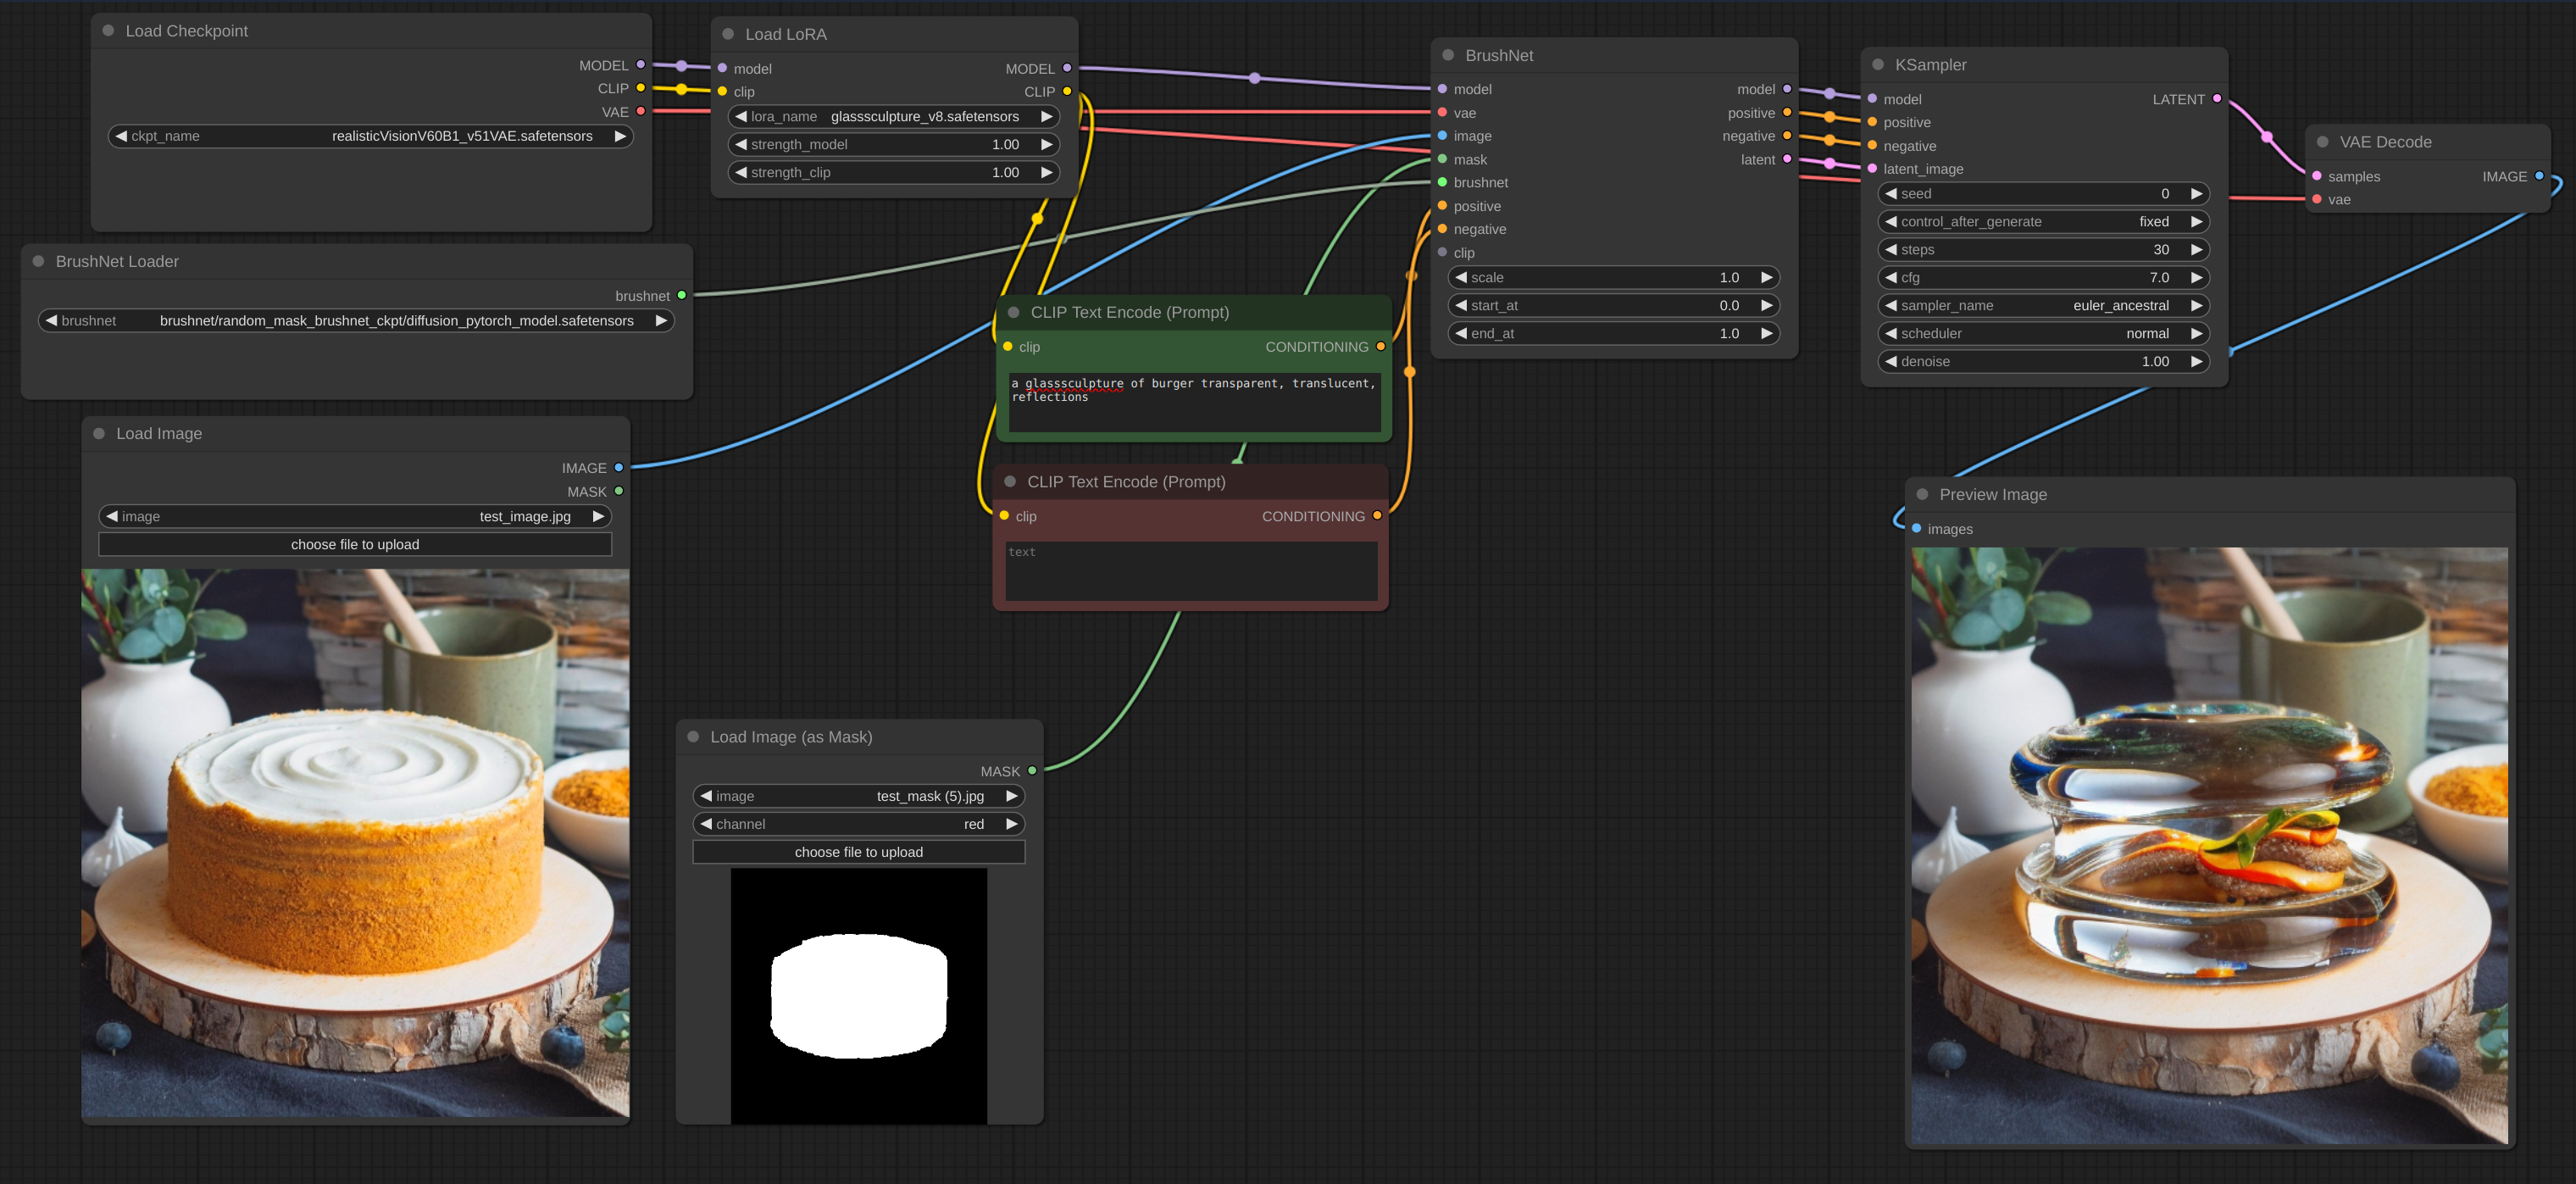 Load Checkpoint
MODEL
CLIP
VAE
ckpt_name realisticVisionV60B1_v51VAE.safetensors
Load LoRA
model MODEL
clip CLIP
lora_name glasssculpture_v8.safetensors
strength_model 1.00
strength_clip 1.00
BrushNet
model model
vae positive
image negative
mask latent
brushnet
positive
negative
clip
scale 1.0
start_at 0.0
end_at 1.0
KSampler
model LATENT
positive
negative
latent_image
seed 0
control_after_generate fixed
steps 30
cfg 7.0
sampler_name euler_ancestral
scheduler normal
denoise 1.00
VAE Decode
samples IMAGE
vae
BrushNet Loader
brushnet
brushnet brushnet/random_mask_brushnet_ckpt/diffusion_pytorch_model.safetensors
CLIP Text Encode (Prompt)
clip CONDITIONING
a glasssculpture of burger transparent, translucent,
reflections
CLIP Text Encode (Prompt)
clip CONDITIONING
text
Load Image
IMAGE
MASK
image test_image.jpg
choose file to upload
Load Image (as Mask)
MASK
image test_mask (5).jpg
channel red
choose file to upload
Preview Image
images